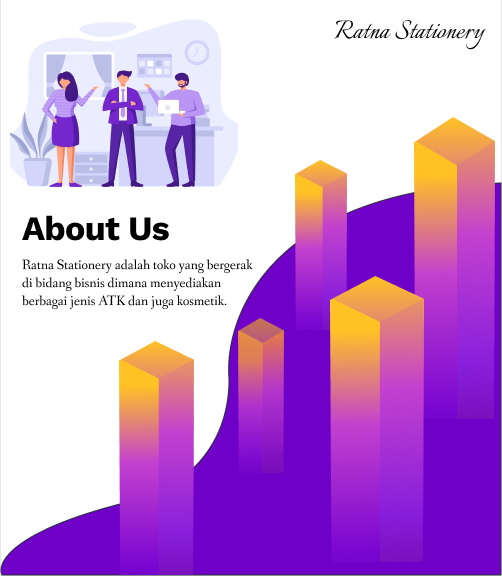 Ratna Stationery
About Us
Ratna Stationery adalah toko yang bergerak
di bidang bisnis dimana menyediakan
berbagai jenis ATK dan juga kosmetik.